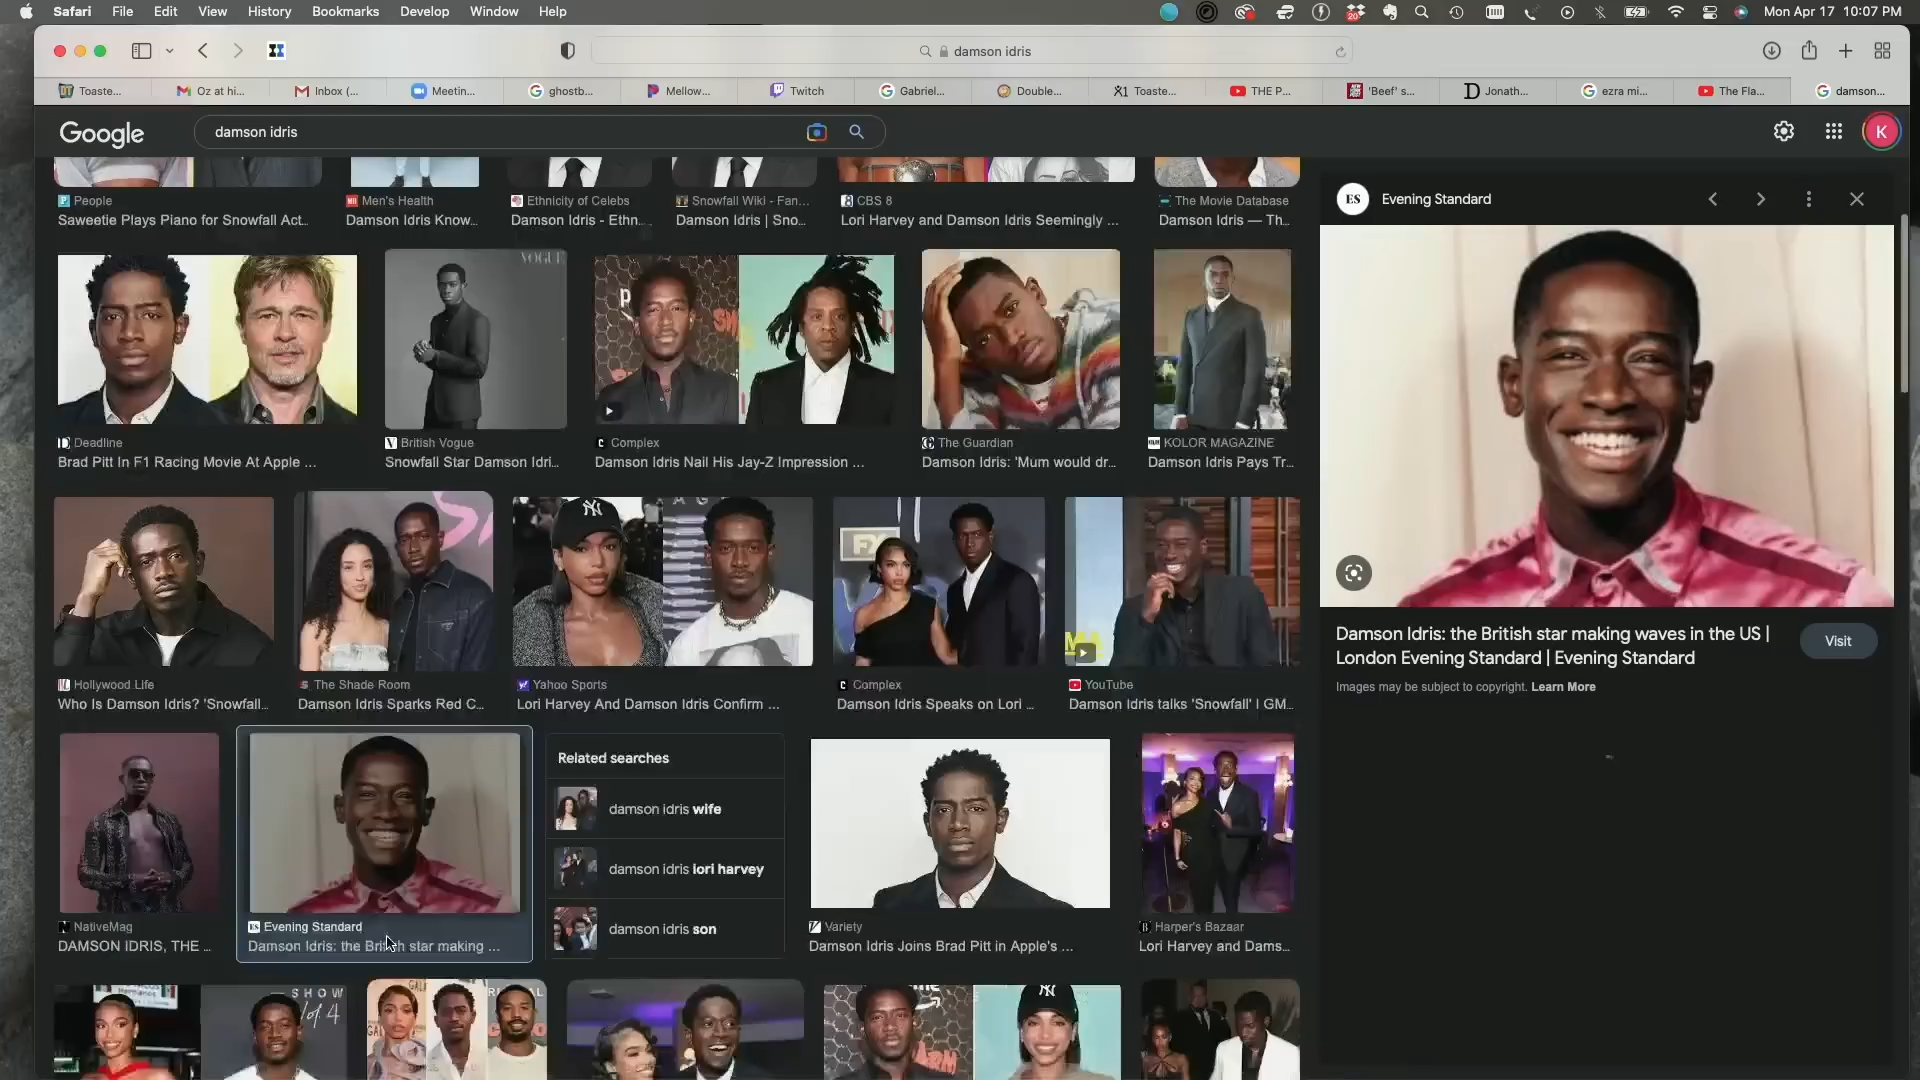 Safari File Edit View History Bookmarks Develop Window Help
20
Mon Apr 17 10:07 PM
damson idris
Toaste... Oz at hi... Inbox (... Meetin... ghostb... Mellow... Twitch Gabriel... Double... X1 Toaste... THE P... 'Beef' s... Jonath... ezra mi... The Fla... damson...
Google
damson idris
K
People
Saweetie Plays Piano for Snowfall Act...
Men's Health
Damson Idris Know...
Ethnicity of Celebs
Damson Idris - Ethn...
Snowfall Wiki - Fan...
Damson Idris | Sno...
CBS 8
Lori Harvey and Damson Idris Seemingly ...
The Movie Database
Damson Idris — Th...
ES
Evening Standard
VOGUE
Deadline
Brad Pitt In F1 Racing Movie At Apple ...
British Vogue
Snowfall Star Damson Idri...
Complex
Damson Idris Nail His Jay-Z Impression ...
The Guardian
Damson Idris: 'Mum would dr...
KOLOR MAGAZINE
Damson Idris Pays Tr...
NY
FX
Hollywood Life
Who Is Damson Idris? 'Snowfall...
The Shade Room
Damson Idris Sparks Red C...
Yahoo Sports
Lori Harvey And Damson Idris Confirm ...
Complex
Damson Idris Speaks on Lori ...
YouTube
Damson Idris talks 'Snowfall' l GM...
Damson Idris: the British star making waves in the US |
London Evening Standard | Evening Standard
Visit
Images may be subject to copyright. Learn More
NativeMag
DAMSON IDRIS, THE ...
Evening Standard
Damson Idris: the British star making ...
Related searches
damson idris wife
damson idris lori harvey
damson idris son
Variety
Damson Idris Joins Brad Pitt in Apple's ...
Harper's Bazaar
Lori Harvey and Dams...
SHOW
of 4
NY